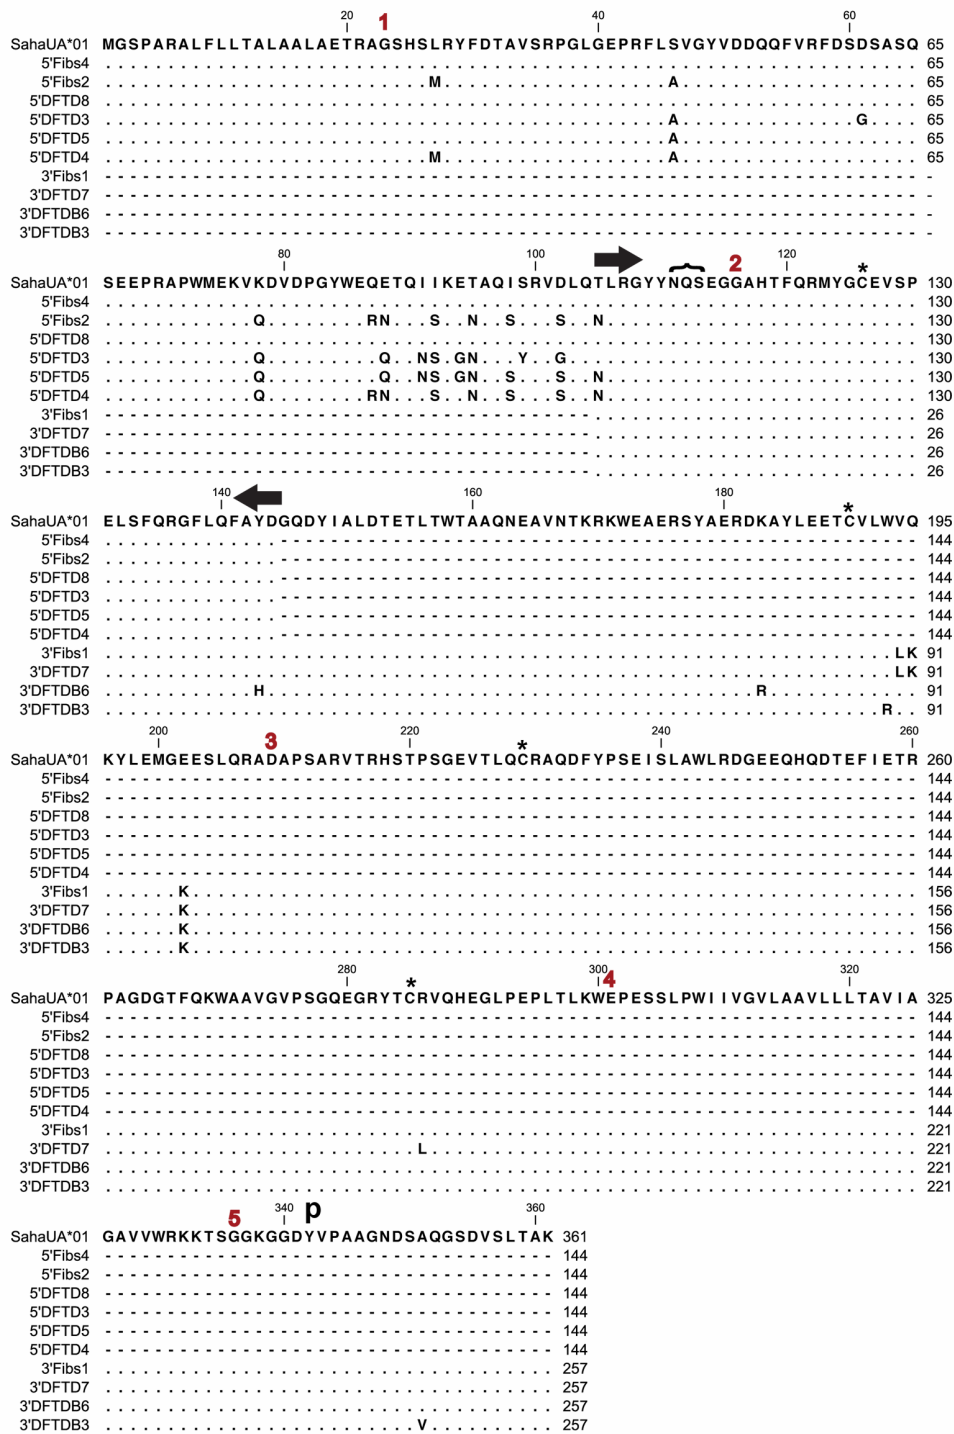 20 1 40 60
SahaUA*01 MGSPARALFLLTALAALAETRAGSHSLRYFDTAVSRPGLGEPRFLSVGYVDDQQFVRFDSDSASQ 65
5'Fibs4 ................................................................. 65
5'Fibs2 ..........................M..................A................... 65
5'DFTD8 ................................................................. 65
5'DFTD3 .............................................A..............G.... 65
5'DFTD5 .............................................A................... 65
5'DFTD4 ..........................M..................A................... 65
3'Fibs1 ----------------------------------------------------------------- -
3'DFTD7 ----------------------------------------------------------------- -
3'DFTDB6 ----------------------------------------------------------------- -
3'DFTDB3 ----------------------------------------------------------------- -
80 100 2 120 *
SahaUA*01 SEEPRAPWMEKVKDVDPGYWEQETQIIKETAQISRVDLQTLRGYYNQSEGGAHTFQRMYGCEVSP 130
5'Fibs4 ................................................................. 130
5'Fibs2 ............Q........RN...S..N..S...S..N......................... 130
5'DFTD8 ................................................................. 130
5'DFTD3 ............Q.........Q..NS.GN...Y..G............................ 130
5'DFTD5 ............Q.........Q..NS.GN..S...S..N......................... 130
5'DFTD4 ............Q........RN...S..N..S...S..N......................... 130
3'Fibs1 ---------------------------------------.......................... 26
3'DFTD7 ---------------------------------------.......................... 26
3'DFTDB6 ---------------------------------------.......................... 26
3'DFTDB3 ---------------------------------------.......................... 26
140 160 180 *
SahaUA*01 ELSFQRGFLQFAYDGQDYIALDTETLTWTAAQNEAVNTKRKWEAERSYAERDKAYLEETCVLWVQ 195
5'Fibs4 ..............--------------------------------------------------- 144
5'Fibs2 ..............--------------------------------------------------- 144
5'DFTD8 ..............--------------------------------------------------- 144
5'DFTD3 ..............--------------------------------------------------- 144
5'DFTD5 ..............--------------------------------------------------- 144
5'DFTD4 ..............--------------------------------------------------- 144
3'Fibs1 ...............................................................LK 91
3'DFTD7 ...............................................................LK 91
3'DFTDB6 ............H.......................................R............ 91
3'DFTDB3 ..............................................................R.. 91
200 3 220 * 240 260
SahaUA*01 KYLEMGEESLQRADAPSARVTRHSTPSGEVTLQCRAQDFYPSEISLAWLRDGEEQHQDTEFIETR 260
5'Fibs4 ----------------------------------------------------------------- 144
5'Fibs2 ----------------------------------------------------------------- 144
5'DFTD8 ----------------------------------------------------------------- 144
5'DFTD3 ----------------------------------------------------------------- 144
5'DFTD5 ----------------------------------------------------------------- 144
5'DFTD4 ----------------------------------------------------------------- 144
3'Fibs1 ......K.......................................................... 156
3'DFTD7 ......K.......................................................... 156
3'DFTDB6 ......K.......................................................... 156
3'DFTDB3 ......K.......................................................... 156
280 * 300 4 320
SahaUA*01 PAGDGTFQKWAAVGVPSGQEGRYTCRVQHEGLPEPLTLKWEPESSLPWIIVGVLAAVLLLTAVIA 325
5'Fibs4 ----------------------------------------------------------------- 144
5'Fibs2 ----------------------------------------------------------------- 144
5'DFTD8 ----------------------------------------------------------------- 144
5'DFTD3 ----------------------------------------------------------------- 144
5'DFTD5 ----------------------------------------------------------------- 144
5'DFTD4 ----------------------------------------------------------------- 144
3'Fibs1 ................................................................. 221
3'DFTD7 .........................L....................................... 221
3'DFTDB6 ................................................................. 221
3'DFTDB3 ................................................................. 221
5 340 p 360
SahaUA*01 GAVVWRKKTSGGKGGDYVPAAGNDSAQGSDVSLTAK 361
5'Fibs4 ------------------------------------ 144
5'Fibs2 ------------------------------------ 144
5'DFTD8 ------------------------------------ 144
5'DFTD3 ------------------------------------ 144
5'DFTD5 ------------------------------------ 144
5'DFTD4 ------------------------------------ 144
3'Fibs1 .................................... 257
3'DFTD7 .................................... 257
3'DFTDB6 .................................... 257
3'DFTDB3 .........................V.......... 257